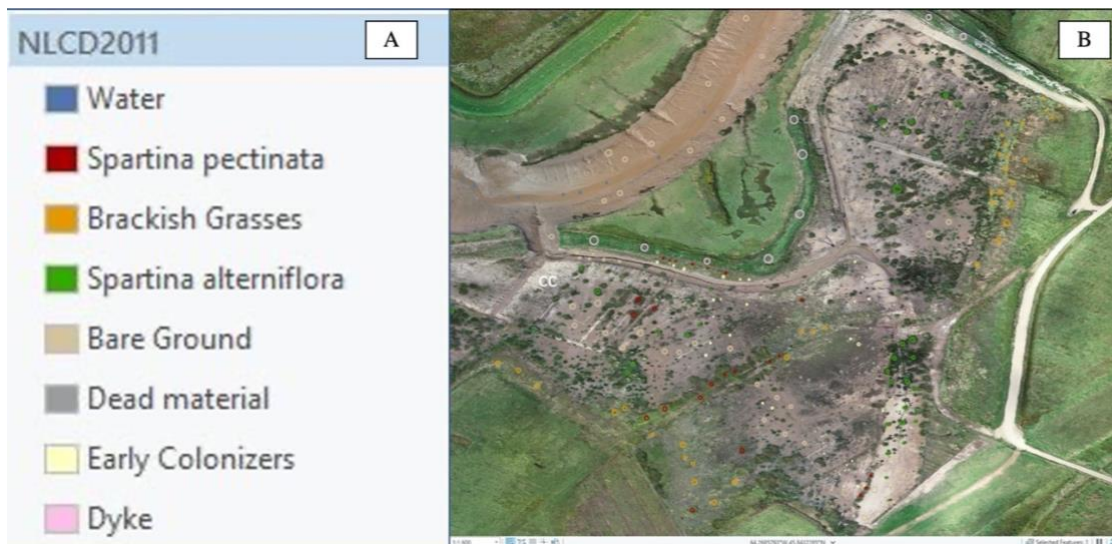 NLCD2011
A
B
Water
Spartina pectinata
Brackish Grasses
Spartina alterniflora
Bare Ground
Dead material
Early Colonizers
Dyke
CC